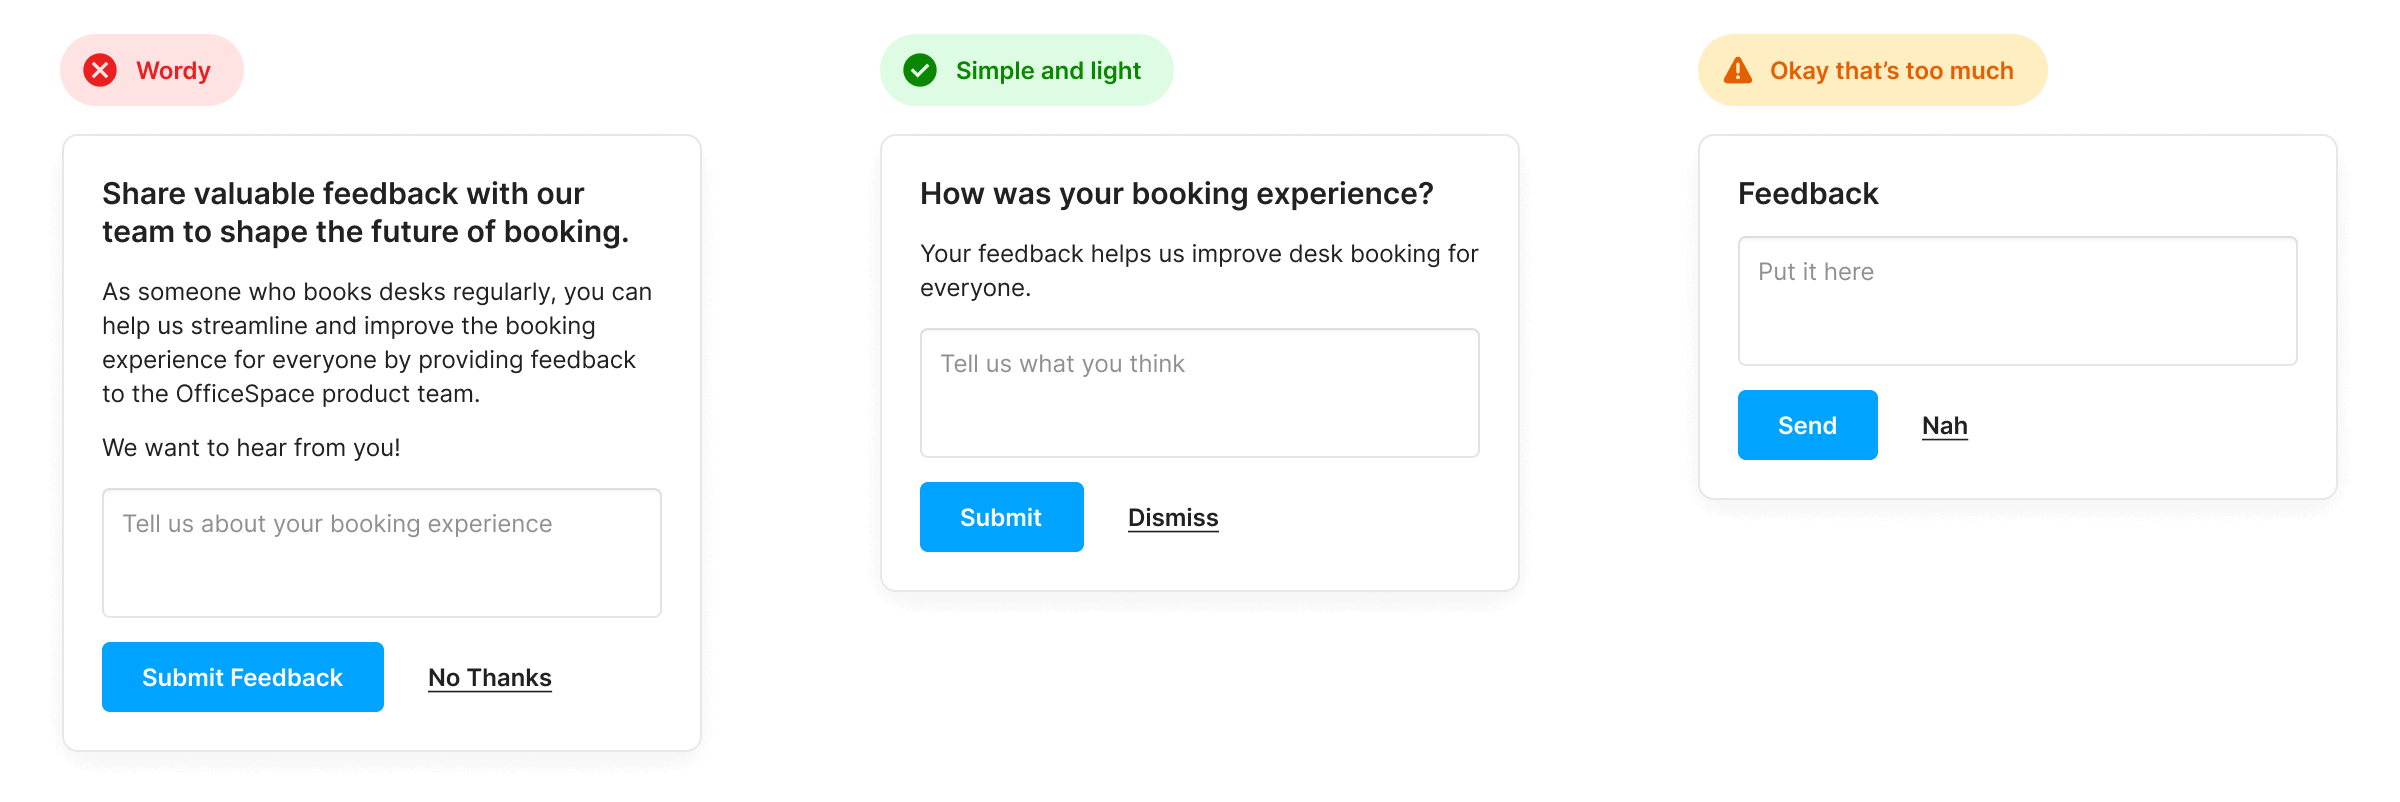 Wordy
Share valuable feedback with our
team to shape the future of booking.
As someone who books desks regularly, you can
help us streamline and improve the booking
experience for everyone by providing feedback
to the OfficeSpace product team.
We want to hear from you!
Tell us about your booking experience
Submit Feedback
No Thanks
Simple and light
How was your booking experience?
Your feedback helps us improve desk booking for
everyone.
Tell us what you think
Submit
Dismiss
Okay that’s too much
Feedback
Put it here
Send
Nah